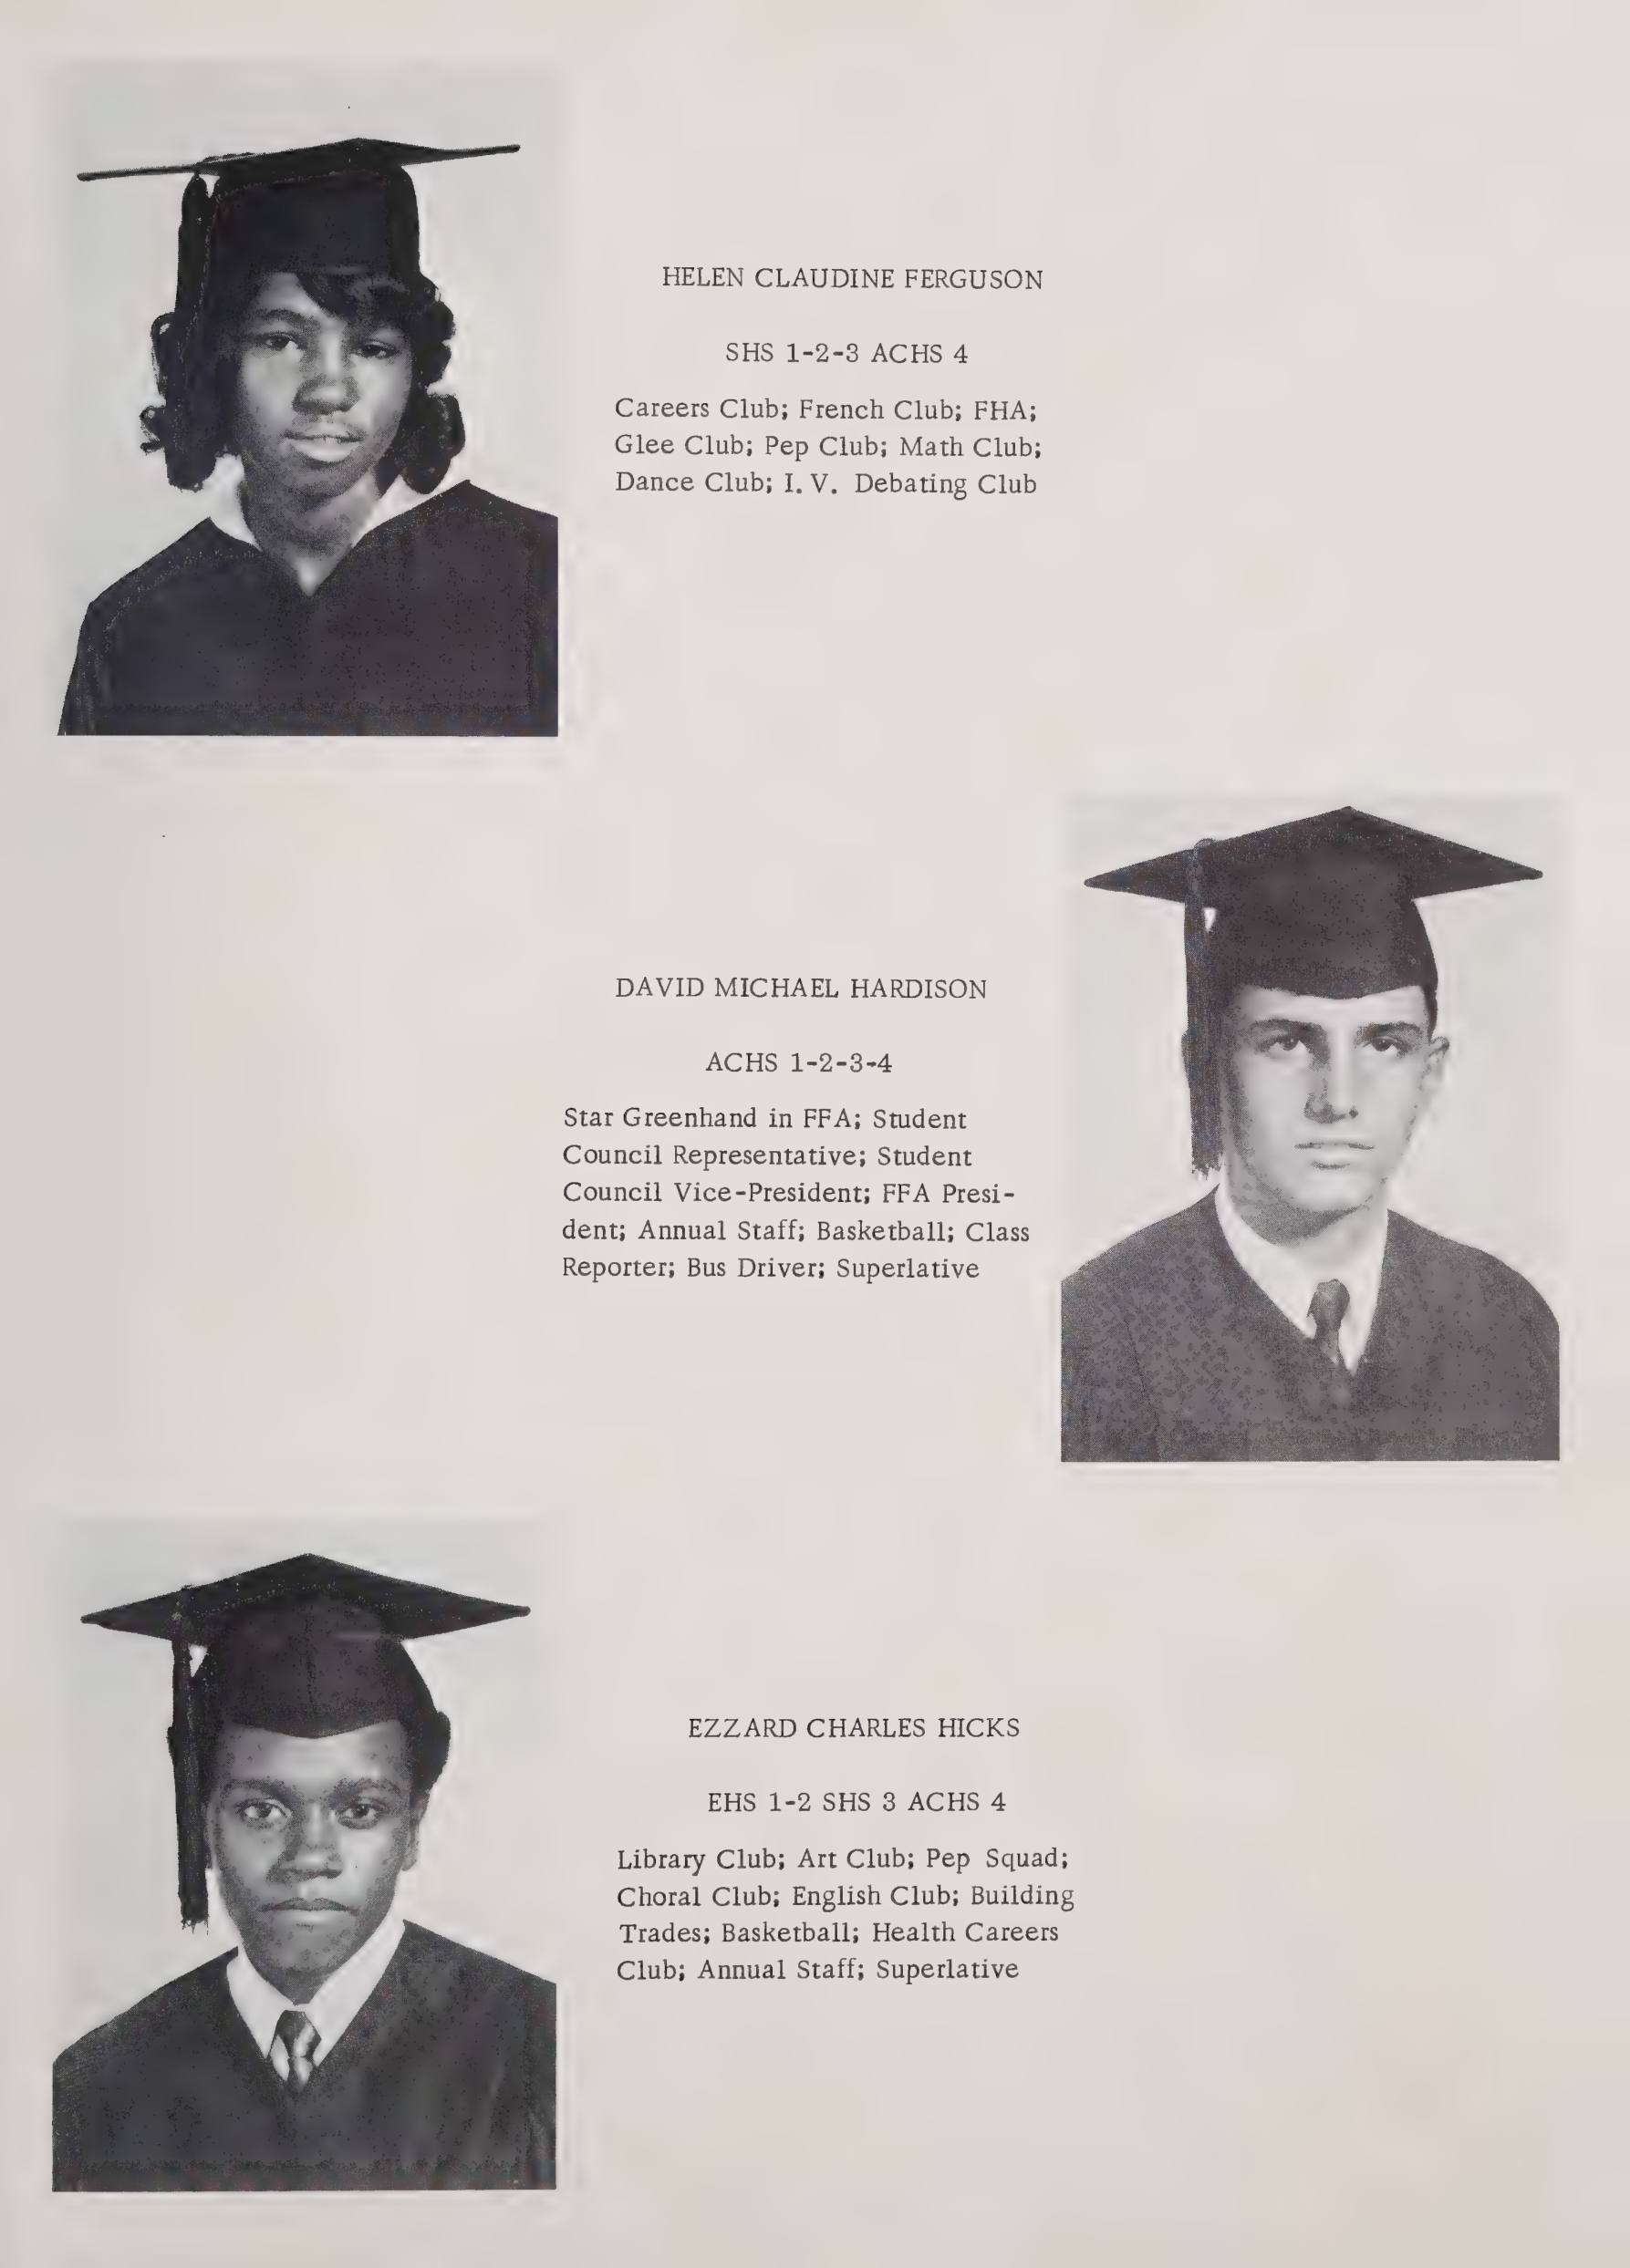 HELEN CLAUDINE FERGUSON
SHS 1-2-3 ACHS 4
Careers Club; French Club; FHA;
Glee Club; Pep Club; Math Club;
Dance Club; I. V. Debating Club
DAVID MICHAEL HARDISON
ACHS 1-2-3-4
Star Greenhand in FFA; Student
Council Representative; Student
Council Vice-President; FFA Presi-
dent; Annual Staff; Basketball; Class
Reporter; Bus Driver; Superlative
EZZARD CHARLES HICKS
EHS 1-2 SHS 3 ACHS 4
Library Club; Art Club; Pep Squad;
Choral Club; English Club; Building
Trades; Basketball; Health Careers
Club; Annual Staff; Superlative